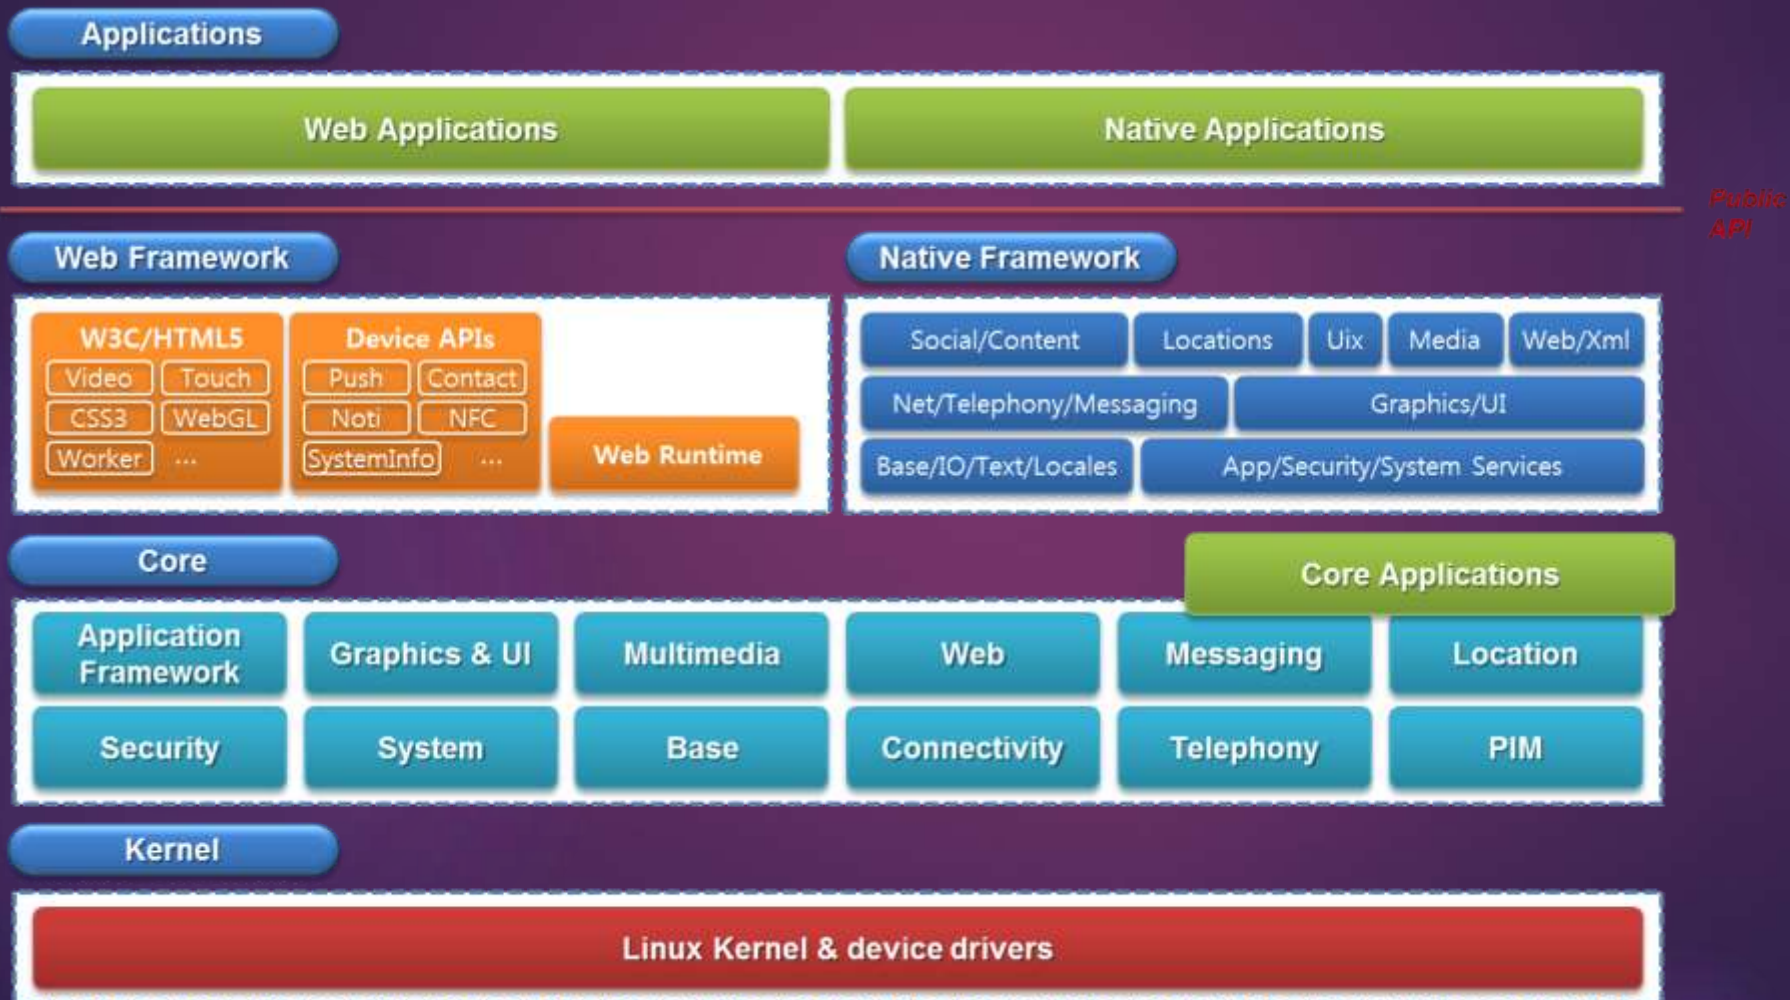 Applications
Web Applications
Native Applications
Public
API
Web Framework
Native Framework
W3C/HTML5
Video
Touch
CSS3
WebGL
Worker
...
Device APIs
Push
Contact
Noti
NFC
SystemInfo
...
Web Runtime
Social/Content
Locations
Uix
Media
Web/Xml
Net/Telephony/Messaging
Graphics/UI
Base/IO/Text/Locales
App/Security/System Services
Core
Core Applications
Application
Framework
Graphics & UI
Multimedia
Web
Messaging
Location
Security
System
Base
Connectivity
Telephony
PIM
Kernel
Linux Kernel & device drivers